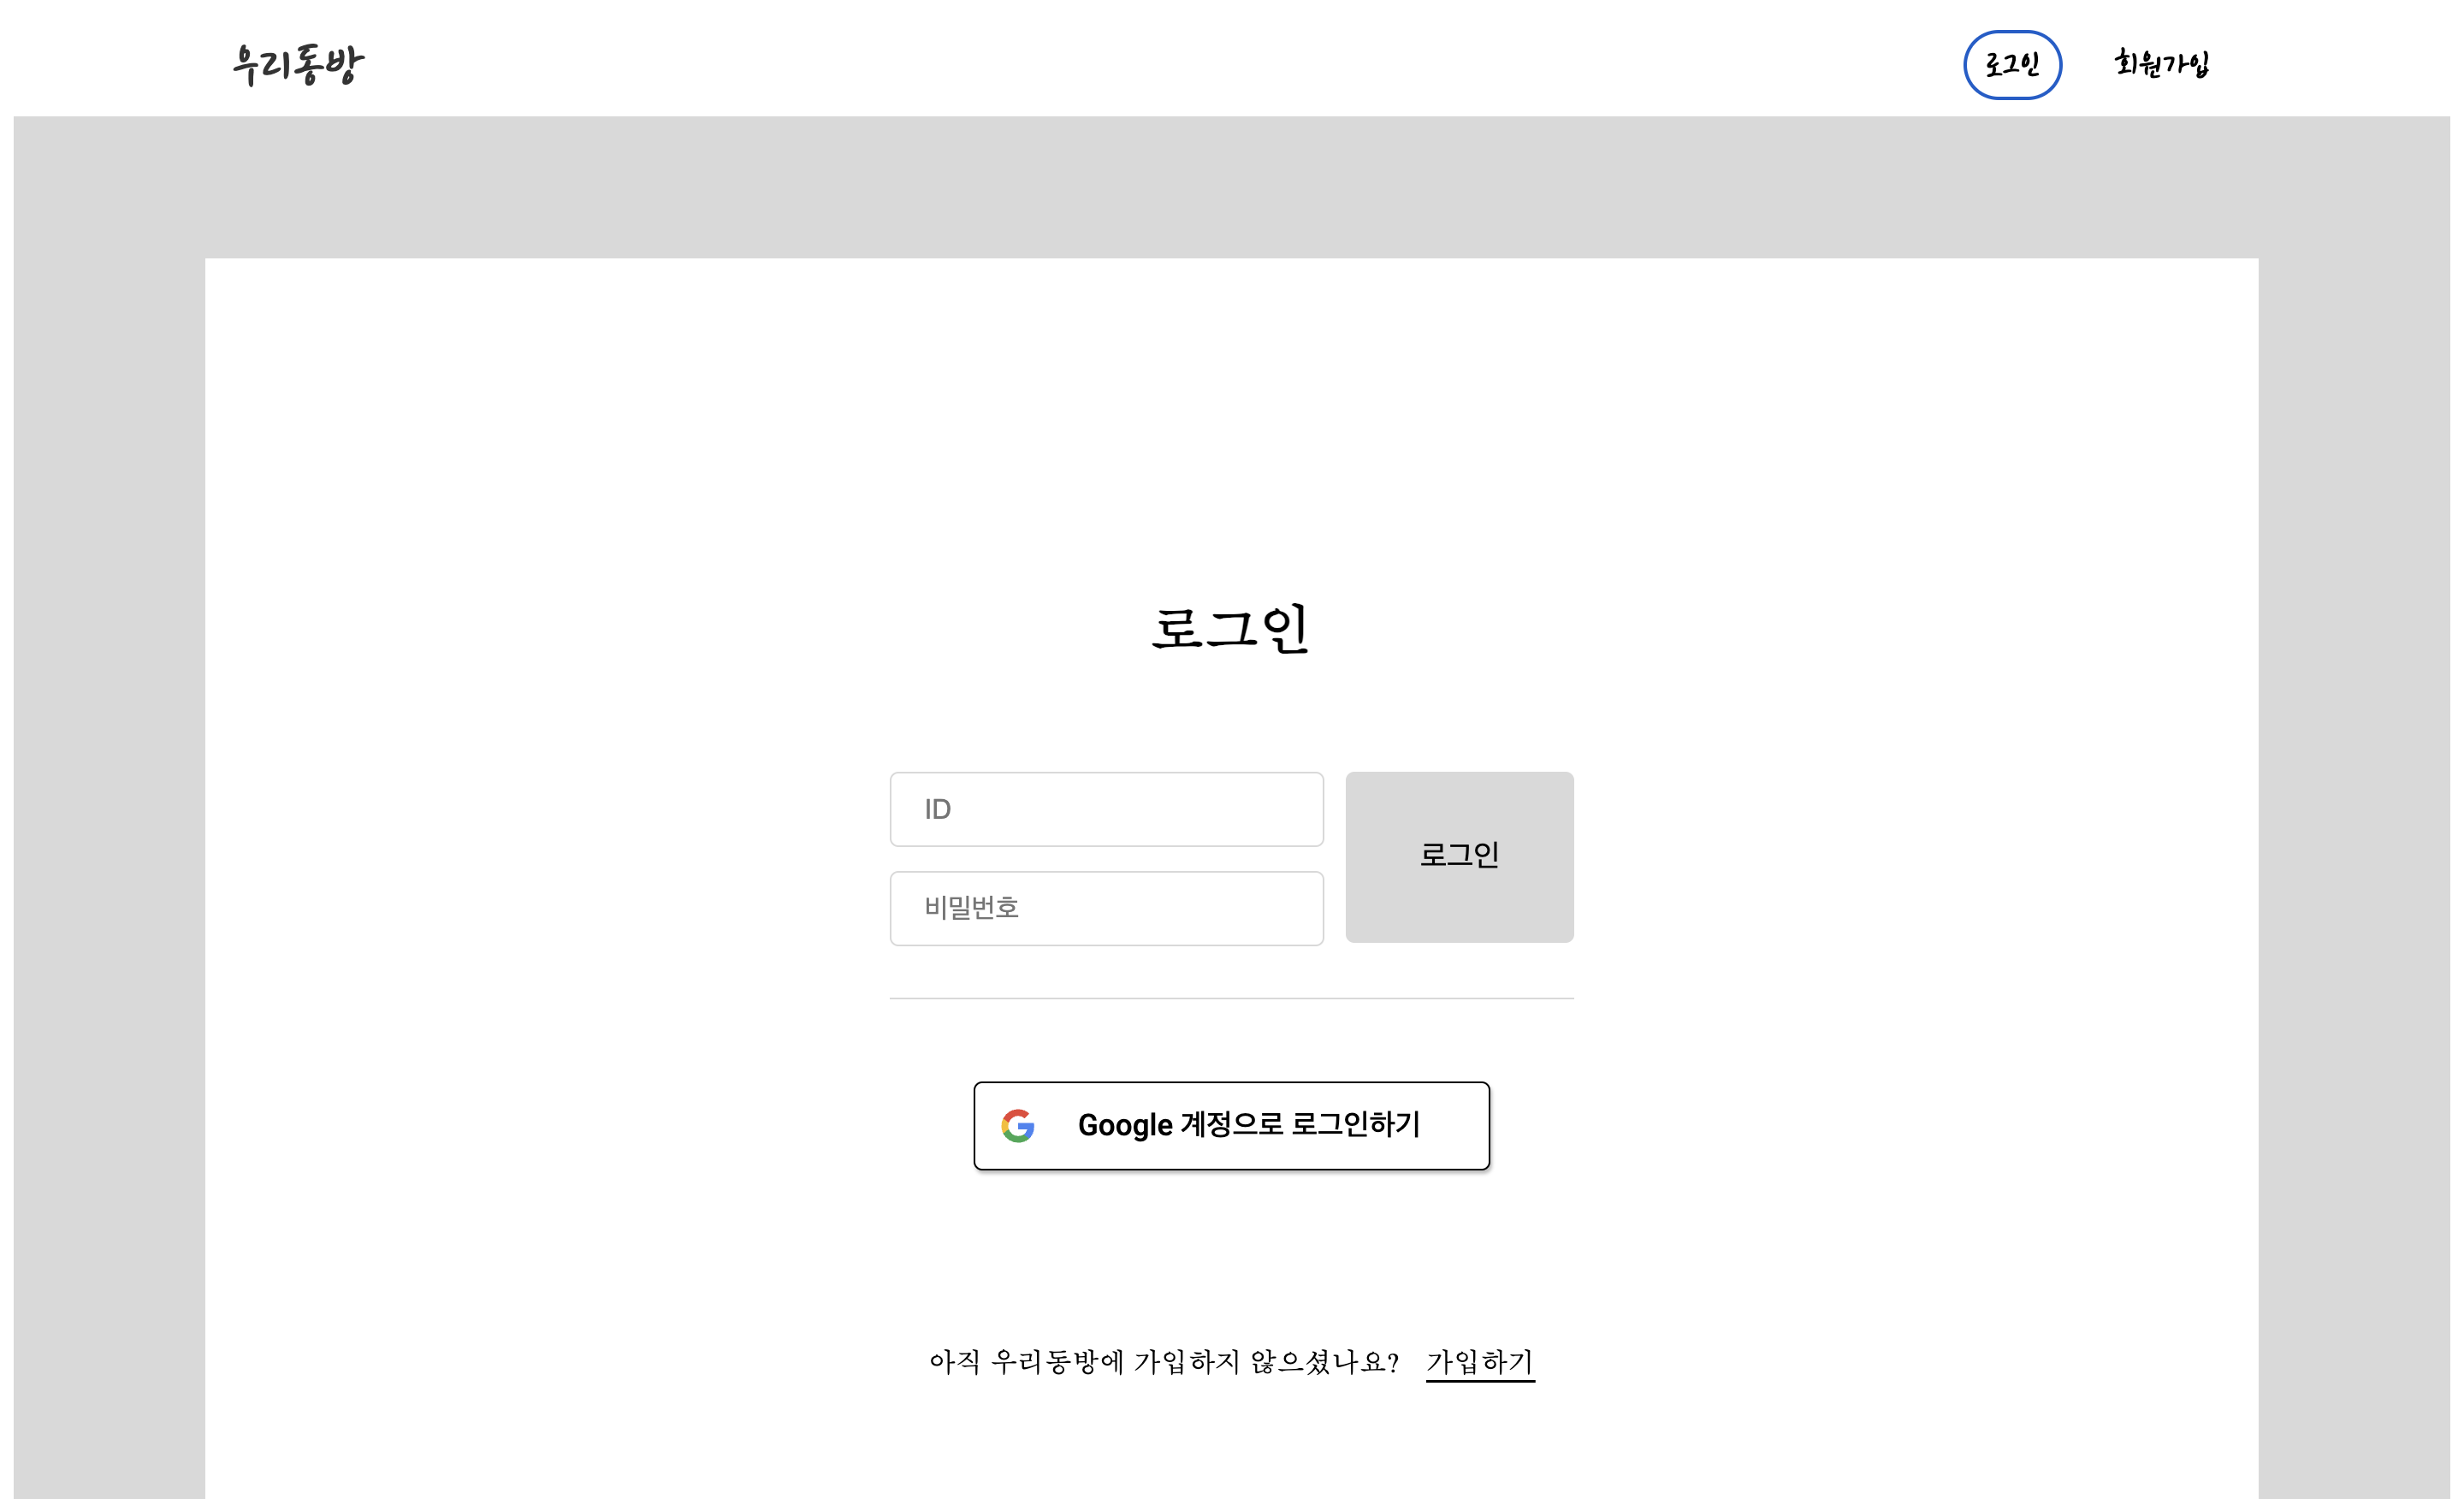 우리동방
로그인 회원가입
로그인
ID
비밀번호
로그인
Google 계정으로 로그인하기
아직 우리동방에 가입하지 않으셨나요? 가입하기